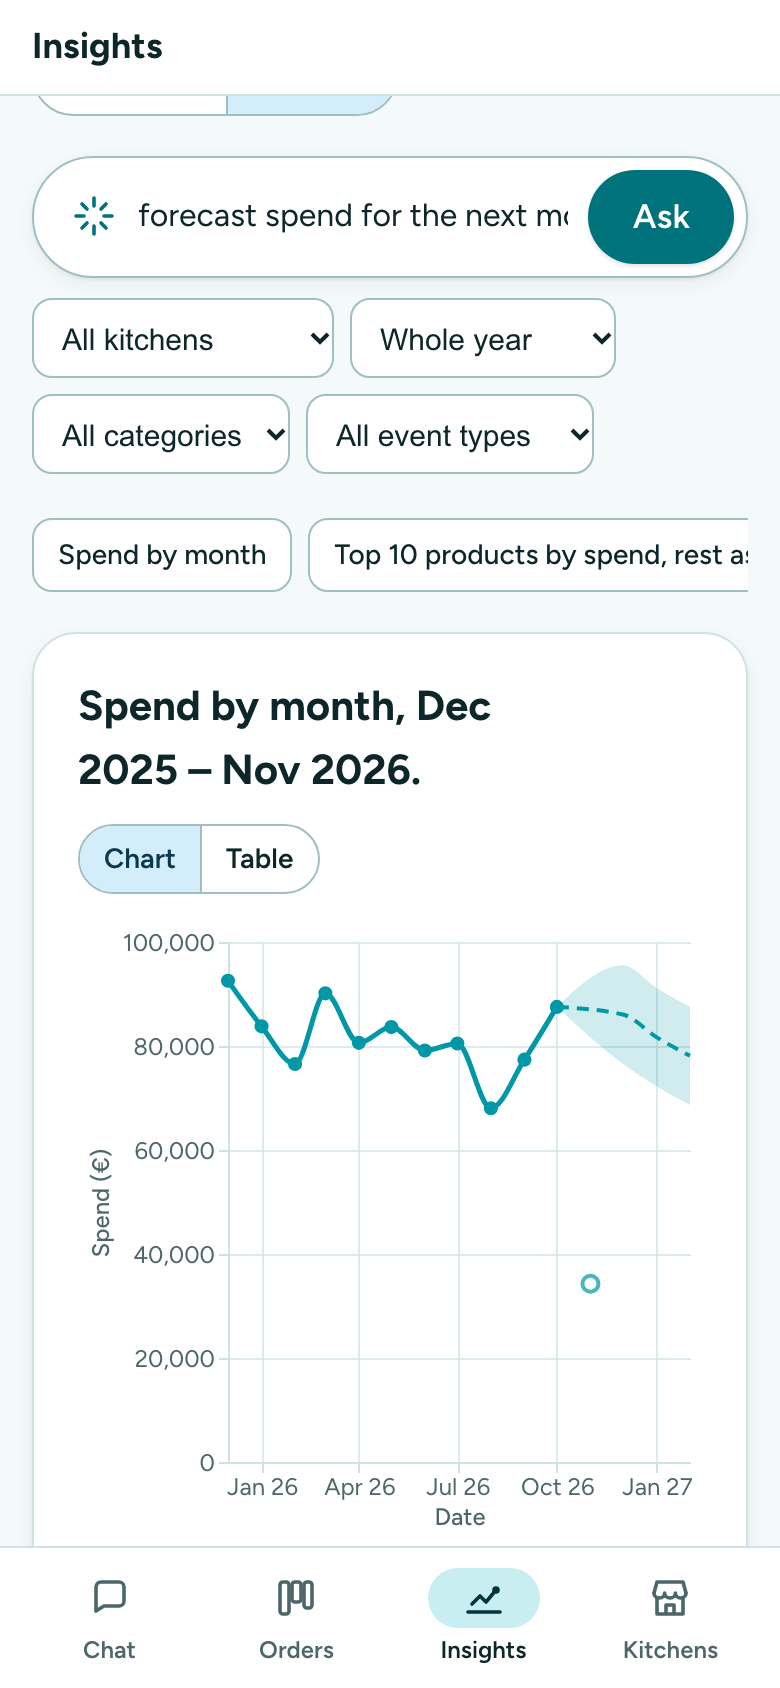 Insights
forecast spend for the next
Ask
All kitchens
Whole year
All categories
All event types
Spend by month
Top 10 products by spend, rest
Spend by month, Dec
2025 – Nov 2026.
Chart
Table
100,000
80,000
60,000
40,000
20,000
0
Spend (€)
Jan 26
Apr 26
Jul 26
Oct 26
Jan 27
Date
Chat
Orders
Insights
Kitchens